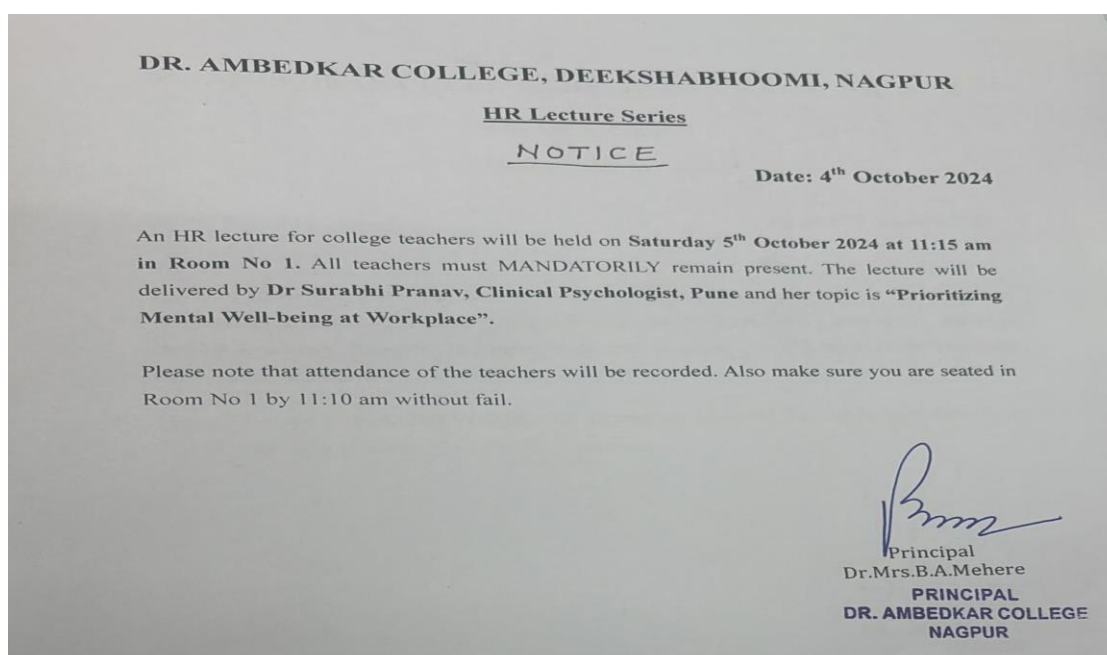 DR. AMBEDKAR COLLEGE, DEEKSHABHOOMI, NAGPUR
HR Lecture Series
NOTICE
Date: 4th October 2024
An HR lecture for college teachers will be held on Saturday 5th October 2024 at 11:15 am
in Room No 1. All teachers must MANDATORILY remain present. The lecture will be
delivered by Dr Surabhi Pranav, Clinical Psychologist, Pune and her topic is “Prioritizing
Mental Well-being at Workplace”.
Please note that attendance of the teachers will be recorded. Also make sure you are seated in
Room No 1 by 11:10 am without fail.
Principal
Dr.Mrs.B.A.Mehere
PRINCIPAL
DR. AMBEDKAR COLLEGE
NAGPUR